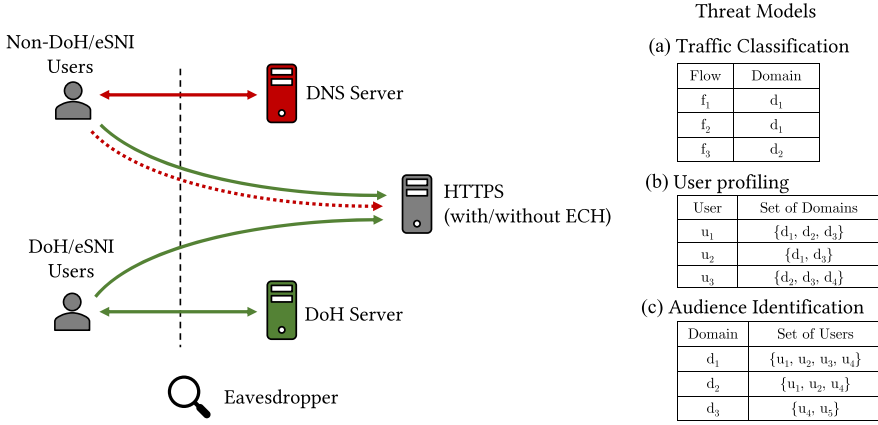 Non-DoH/eSNI
Users
DNS Server
HTTPS
(with/without ECH)
DoH/eSNI
Users
DoH Server
Eavesdropper
Threat Models
(a) Traffic Classification
Flow Domain
f₁ d₁
f₂ d₁
f₃ d₂
(b) User profiling
User Set of Domains
u₁ {d₁, d₂, d₃}
u₂ {d₁, d₃}
u₃ {d₂, d₃, d₄}
(c) Audience Identification
Domain Set of Users
d₁ {u₁, u₂, u₃, u₄}
d₂ {u₁, u₂, u₄}
d₃ {u₄, u₅}